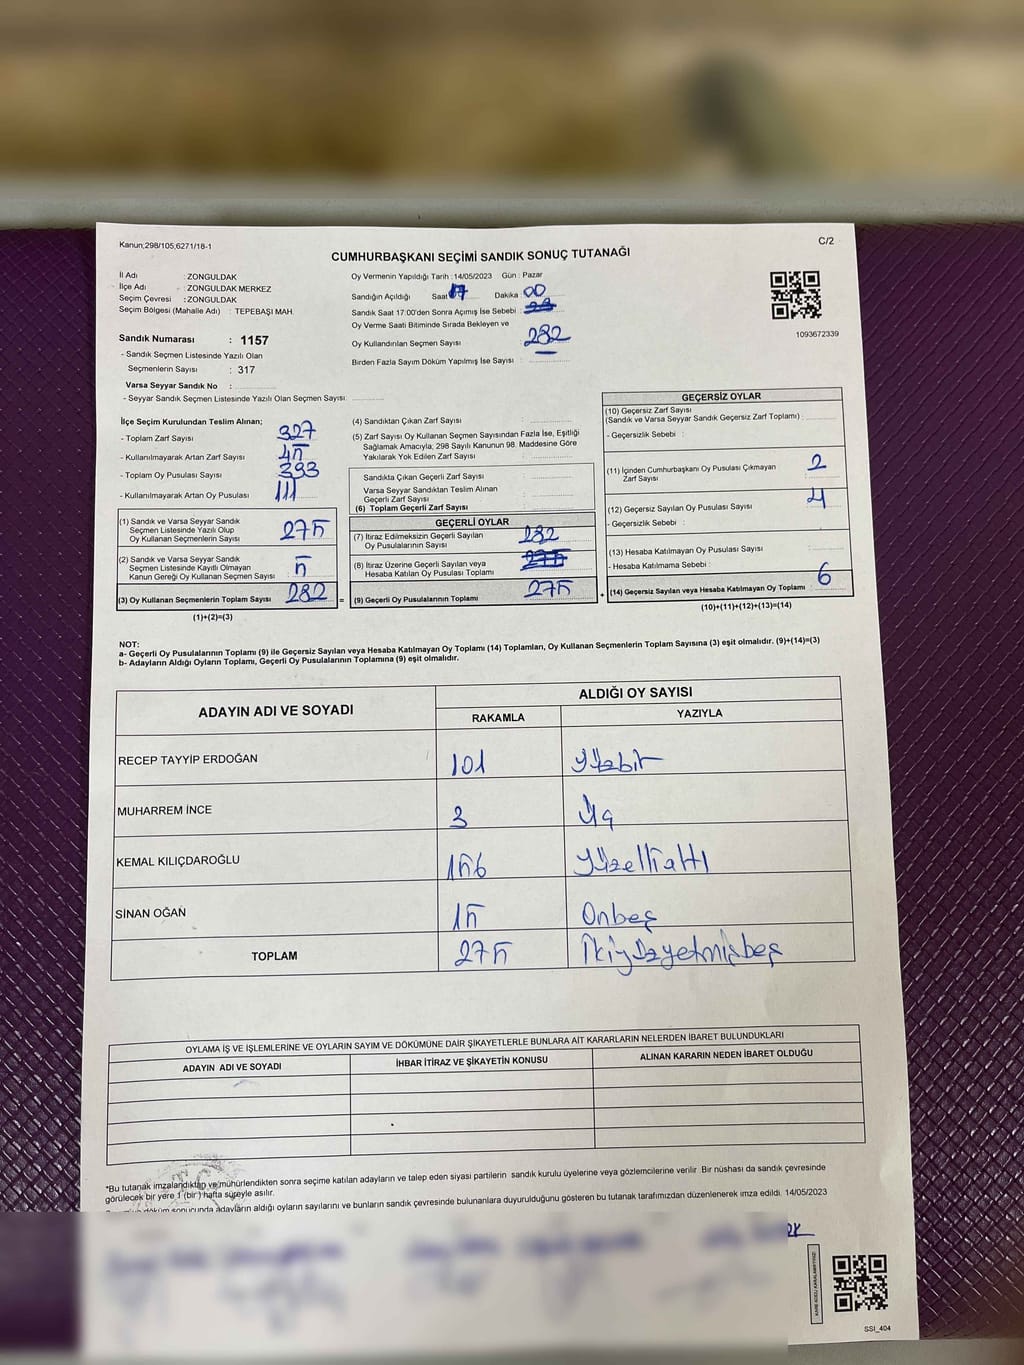 Kanun,298/105,6271/18-1
C/2
CUMHURBAŞKANI SEÇİMİ SANDIK SONUÇ TUTANAĞI
İl Adı : ZONGULDAK
İlçe Adı : ZONGULDAK MERKEZ
Seçim Çevresi : ZONGULDAK
Seçim Bölgesi (Mahalle Adı) : TEPEBAŞI MAH.
Oy Vermenin Yapıldığı Tarih : 14/05/2023 Gün : Pazar
Sandığın Açıldığı Saat 17 Dakika 00
Sandık Saat 17:00'den Sonra Açımış İse Sebebi :
Oy Verme Saati Bitiminde Sırada Bekleyen ve
Oy Kullandırılan Seçmen Sayısı : 282
Birden Fazla Sayım Döküm Yapılmış İse Sayısı :
1093672339
Sandık Numarası : 1157
- Sandık Seçmen Listesinde Yazılı Olan
Seçmenlerin Sayısı : 317
Varsa Seyyar Sandık No :
- Seyyar Sandık Seçmen Listesinde Yazılı Olan Seçmen Sayısı:
İlçe Seçim Kurulundan Teslim Alınan;
- Toplam Zarf Sayısı 327
- Kullanılmayarak Artan Zarf Sayısı 45
- Toplam Oy Pusulası Sayısı 393
- Kullanılmayarak Artan Oy Pusulası 111
(1) Sandık ve Varsa Seyyar Sandık
Seçmen Listesinde Yazılı Olup
Oy Kullanan Seçmenlerin Sayısı 275
(2) Sandık ve Varsa Seyyar Sandık
Seçmen Listesinde Kayıtlı Olmayan
Kanun Gereği Oy Kullanan Seçmen Sayısı 5
(3) Oy Kullanan Seçmenlerin Toplam Sayısı 282 =
(1)+(2)=(3)
(4) Sandıktan Çıkan Zarf Sayısı :
(5) Zarf Sayısı Oy Kullanan Seçmen Sayısından Fazla İse, Eşitliği
Sağlamak Amacıyla; 298 Sayılı Kanunun 98. Maddesine Göre
Yakılarak Yok Edilen Zarf Sayısı :
Sandıkta Çıkan Geçerli Zarf Sayısı :
Varsa Seyyar Sandıktan Teslim Alınan
Geçerli Zarf Sayısı :
(6) Toplam Geçerli Zarf Sayısı :
GEÇERLİ OYLAR
(7) İtiraz Edilmeksizin Geçerli Sayılan
Oy Pusulalarının Sayısı 282
(8) İtiraz Üzerine Geçerli Sayılan veya
Hesaba Katılan Oy Pusulası Toplamı
(9) Geçerli Oy Pusulalarının Toplamı 275 +
GEÇERSİZ OYLAR
(10) Geçersiz Zarf Sayısı
(Sandık ve Varsa Seyyar Sandık Geçersiz Zarf Toplamı) :
- Geçersizlik Sebebi :
(11) İçinden Cumhurbaşkanı Oy Pusulası Çıkmayan
Zarf Sayısı : 2
(12) Geçersiz Sayılan Oy Pusulası Sayısı 4
- Geçersizlik Sebebi :
(13) Hesaba Katılmayan Oy Pusulası Sayısı
- Hesaba Katılmama Sebebi :
(14) Geçersiz Sayılan veya Hesaba Katılmayan Oy Toplamı 6
(10)+(11)+(12)+(13)=(14)
NOT:
a- Geçerli Oy Pusulalarının Toplamı (9) ile Geçersiz Sayılan veya Hesaba Katılmayan Oy Toplamı (14) Toplamları, Oy Kullanan Seçmenlerin Toplam Sayısına (3) eşit olmalıdır. (9)+(14)=(3)
b- Adayların Aldığı Oyların Toplamı, Geçerli Oy Pusulalarının Toplamına (9) eşit olmalıdır.
ADAYIN ADI VE SOYADI
ALDIĞI OY SAYISI
RAKAMLA YAZIYLA
RECEP TAYYİP ERDOĞAN 101 Yüzbir
MUHARREM İNCE 3 Üç
KEMAL KILIÇDAROĞLU 156 Yüzelliı altı
SİNAN OĞAN 15 Onbeş
TOPLAM 275 İkiyüzyetmişbeş
OYLAMA İŞ VE İŞLEMLERİNE VE OYLARIN SAYIM VE DÖKÜMÜNE DAİR ŞİKAYETLERLE BUNLARA AİT KARARLARIN NELERDEN İBARET BULUNDUKLARI
ADAYIN ADI VE SOYADI İHBAR İTİRAZ VE ŞİKAYETİN KONUSU ALINAN KARARIN NEDEN İBARET OLDUĞU
*Bu tutanak imzalandıktan ve mühürlendikten sonra seçime katılan adayların ve talep eden siyasi partilerin sandık kurulu üyelerine veya gözlemcilerine verilir. Bir nüshası da sandık çevresinde
görülecek bir yere 1 (bir) hafta süreyle asılır.
döküm sonucunda adayların aldığı oyların sayılarını ve bunların sandık çevresinde bulunanlara duyurulduğunu gösteren bu tutanak tarafımızdan düzenlenerek imza edildi. 14/05/2023
SSI_404